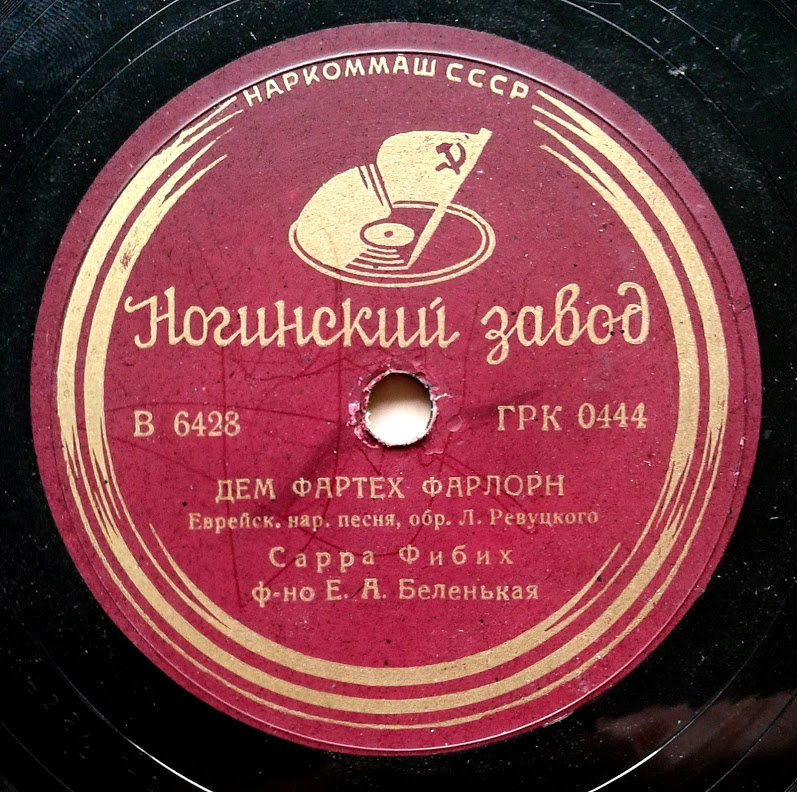 НАРКОММАШ СССР
Ногинский завод
В 6428 ГРК 0444
ДЕМ ФАРТЕХ ФАРЛОРН
Еврейск. нар. песня, обр. Л. Ревуцкого
Сарра Фибих
ф-но Е. А. Беленькая